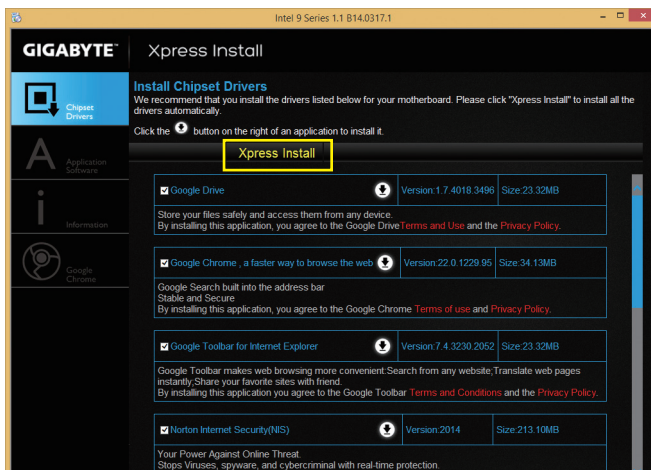 Intel 9 Series 1.1 B14.0317.1
GIGABYTE™
Xpress Install
Chipset
Drivers
Application
Software
Information
Google
Chrome
Install Chipset Drivers
We recommend that you install the drivers listed below for your motherboard. Please click "Xpress Install" to install all the
drivers automatically.
Click the button on the right of an application to install it.
Xpress Install
Google Drive Version:1.7.4018.3496 Size:23.32MB
Store your files safely and access them from any device.
By installing this application, you agree to the Google DriveTerms and Use and the Privacy Policy.
Google Chrome , a faster way to browse the web Version:22.0.1229.95 Size:34.13MB
Google Search built into the address bar
Stable and Secure
By installing this application, you agree to the Google Chrome Terms of use and Privacy Policy.
Google Toolbar for Internet Explorer Version:7.4.3230.2052 Size:23.32MB
Google Toolbar makes web browsing more convenient:Search from any website;Translate web pages
instantly;Share your favorite sites with friend.
By installing this application you agree to the Google Toolbar Terms and Conditions and the Privacy Policy.
Norton Internet Security(NIS) Version:2014 Size:213.10MB
Your Power Against Online Threat.
Stops Viruses, spyware, and cybercriminal with real-time protection.